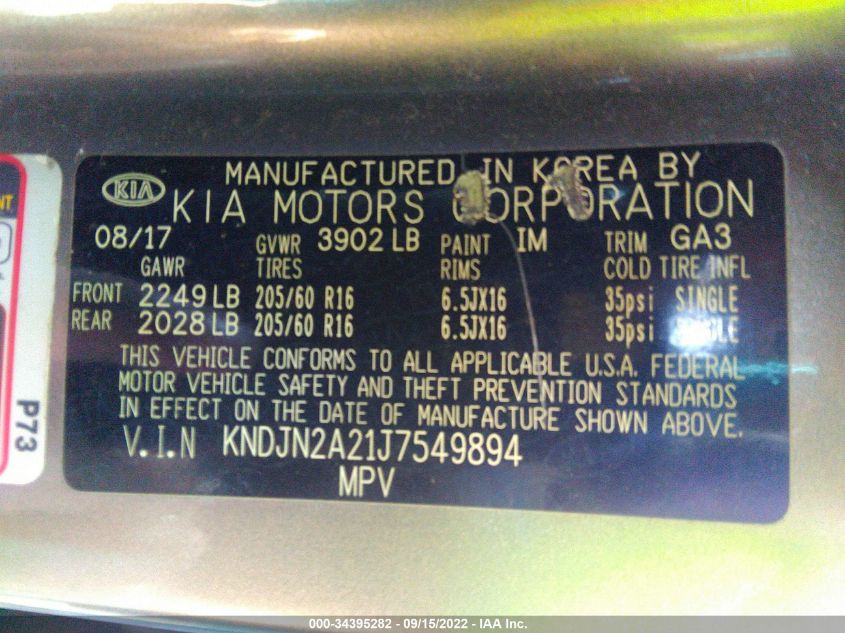 MANUFACTURED IN KOREA BY
KIA
KIA MOTORS CORPORATION
08/17 GVWR 3902 LB PAINT IM TRIM GA3
GAWR TIRES RIMS COLD TIRE INFL
FRONT 2249 LB 205/60 R16 6.5JX16 35psi SINGLE
REAR 2028 LB 205/60 R16 6.5JX16 35psi SINGLE
THIS VEHICLE CONFORMS TO ALL APPLICABLE U.S.A. FEDERAL
MOTOR VEHICLE SAFETY AND THEFT PREVENTION STANDARDS
IN EFFECT ON THE DATE OF MANUFACTURE SHOWN ABOVE.
V.I.N KNDJN2A21J7549894
MPV
P73
000-34395282 - 09/15/2022 - IAA Inc.